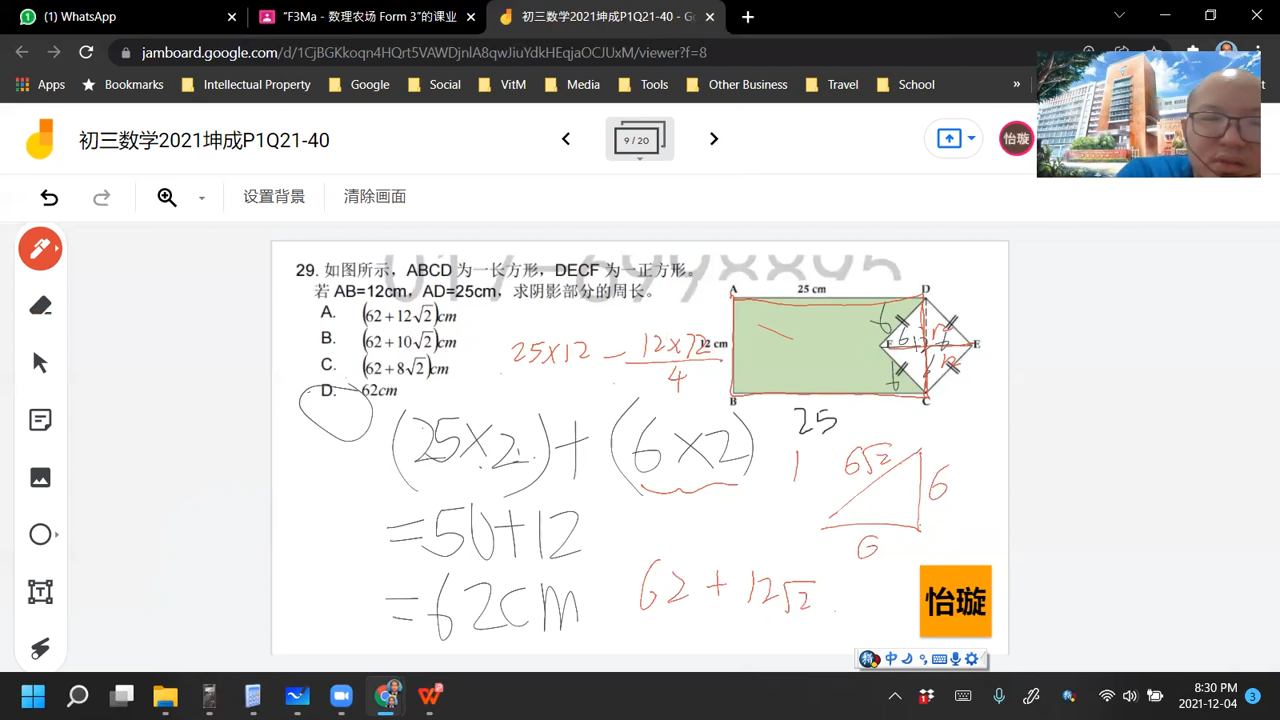 (1) WhatsApp
"F3Ma - 数理农场 Form 3"的课业
初三数学2021坤成P1Q21-40 - Go
jamboard.google.com/d/1CjBGKkoqn4HQrt5VAWDjnlA8gwJiuYdkHEqjaOCJUxM/viewer?f=8
Apps
Bookmarks
Intellectual Property
Google
Social
VitM
Media
Tools
Other Business
Travel
School
»
初三数学2021坤成P1Q21-40
9 / 20
怡璇
设置背景
清除画面
29. 如图所示，ABCD 为一长方形，DECF 为一正方形。
若 AB=12cm，AD=25cm，求阴影部分的周长。
A. (62+12√2)cm
B. (62+10√2)cm
C. (62+8√2)cm
D. 62cm
A
25 cm
D
12 cm
F
E
B
C
6
6
25×12 − 12×12/4
(25×2)+(6×2)
=50+12
=62cm
25
6√2
6
6
62+12√2
怡璇
中
8:30 PM
2021-12-04
3